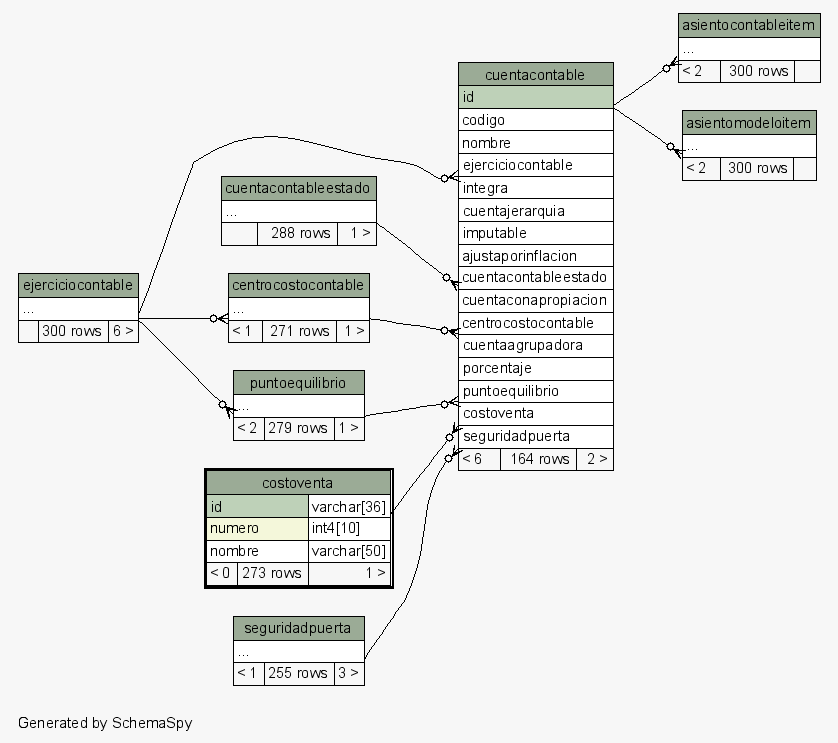 asientocontableitem
...
< 2 300 rows
cuentacontable
id
codigo
nombre
ejerciciocontable
integra
cuentajerarquia
imputable
ajustaporinflacion
cuentacontableestado
cuentaconapropiacion
centrocostocontable
cuentaagrupadora
porcentaje
puntoequilibrio
costoventa
seguridadpuerta
< 6 164 rows 2 >
asientomodeloitem
...
< 2 300 rows
cuentacontableestado
...
288 rows 1 >
ejerciciocontable
...
300 rows 6 >
centrocostocontable
...
< 1 271 rows 1 >
puntoequilibrio
...
< 2 279 rows 1 >
costoventa
id varchar[36]
numero int4[10]
nombre varchar[50]
< 0 273 rows 1 >
seguridadpuerta
...
< 1 255 rows 3 >
Generated by SchemaSpy